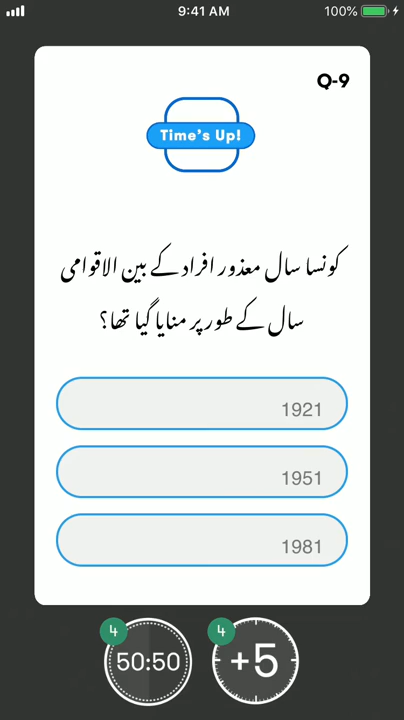 9:41 AM
100%
Q-9
Time's Up!
کونسا سال معذور افراد کے بین الاقوامی
سال کے طور پر منایا گیا تھا؟
1921
1951
1981
4
50:50
4
+5